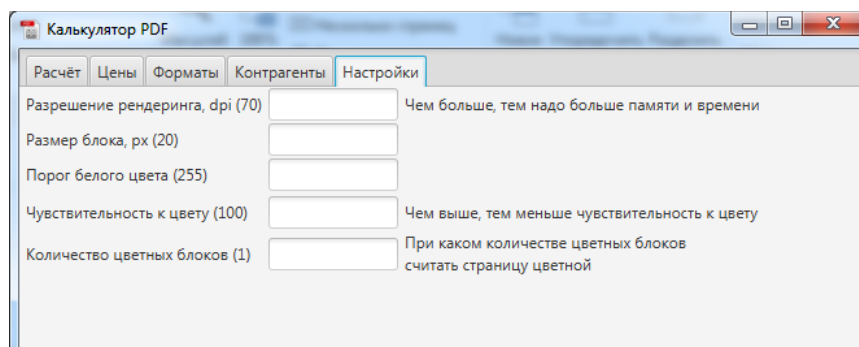 Калькулятор PDF
Расчёт Цены Форматы Контрагенты Настройки
Разрешение рендеринга, dpi (70) Чем больше, тем надо больше памяти и времени
Размер блока, px (20)
Порог белого цвета (255)
Чувствительность к цвету (100) Чем выше, тем меньше чувствительность к цвету
Количество цветных блоков (1) При каком количестве цветных блоков
считать страницу цветной